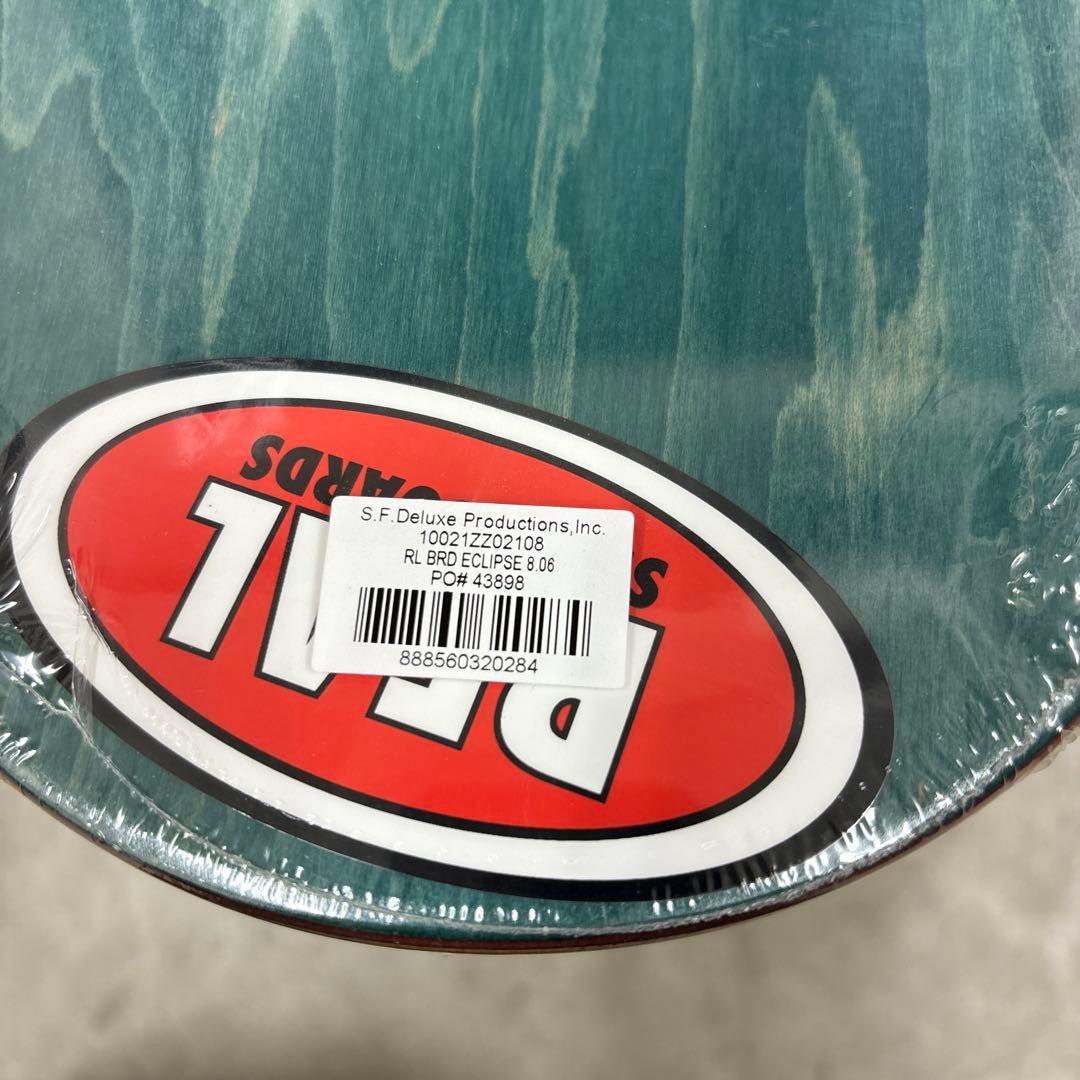 S.F.Deluxe Productions,Inc.
10021ZZ02108
RL BRD ECLIPSE 8.06
PO# 43898
888560320284
REAL